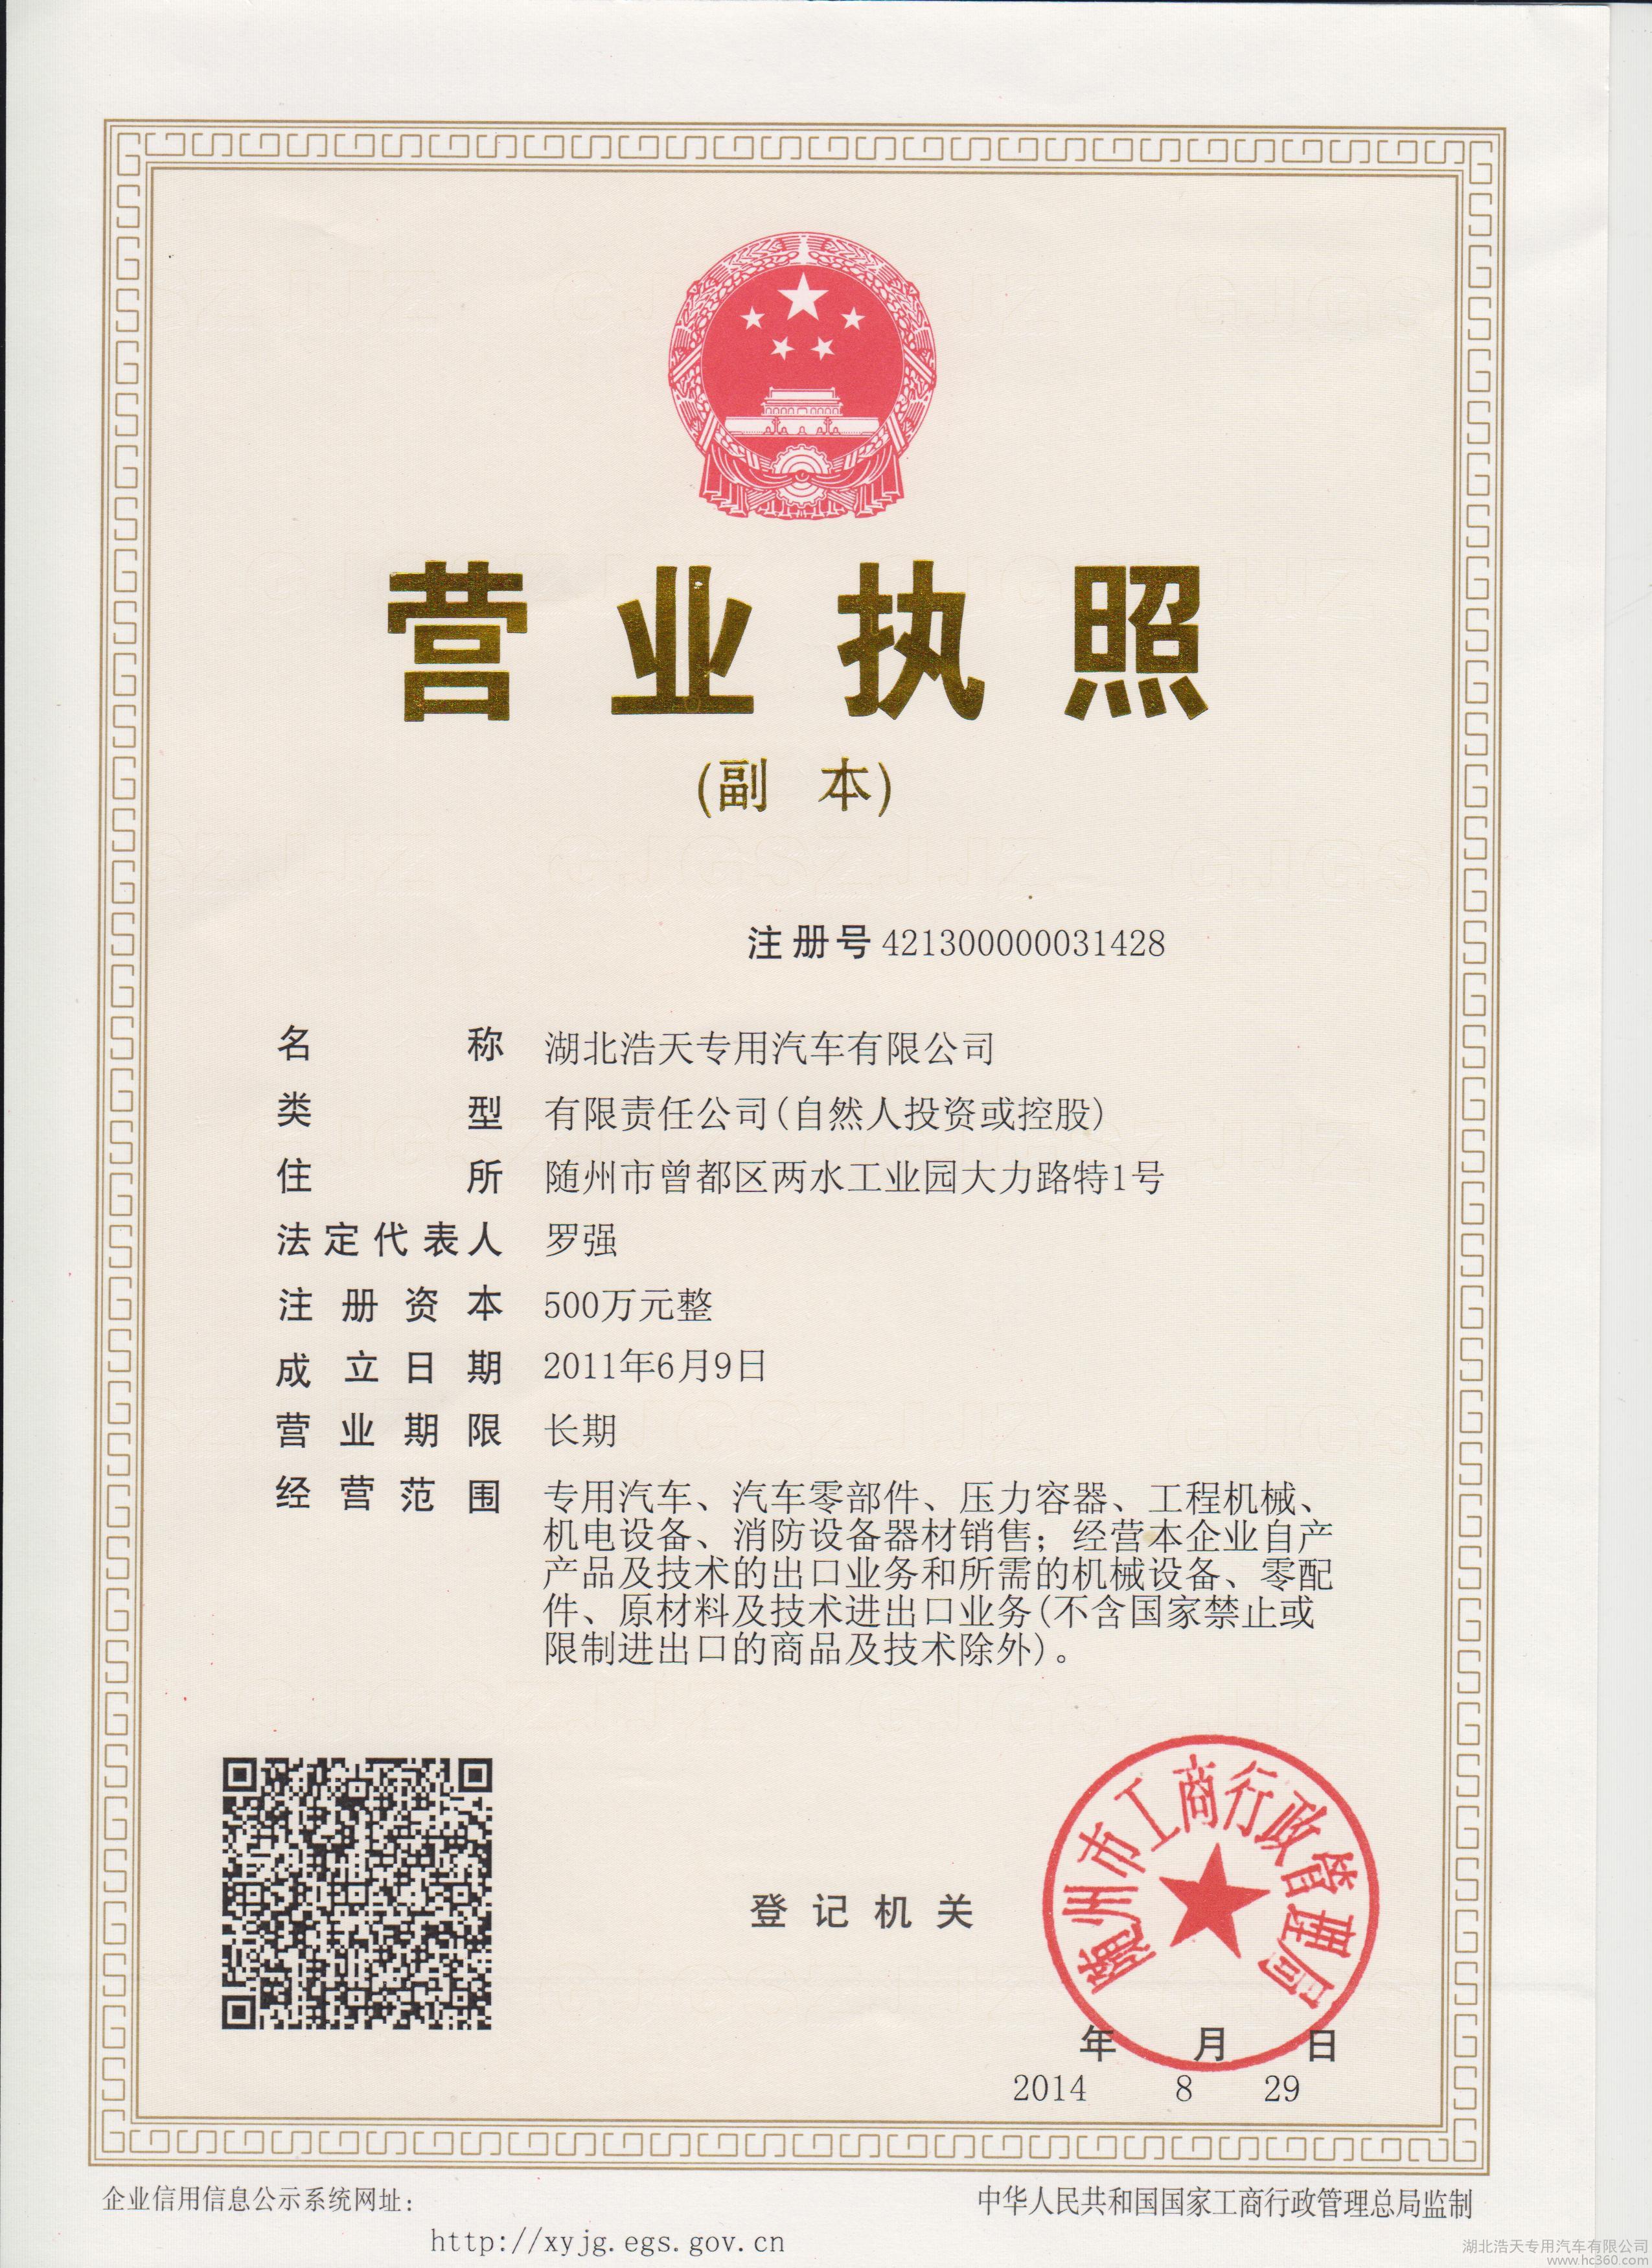 营业执照
(副 本)
注册号 421300000031428
名称 湖北浩天专用汽车有限公司
类型 有限责任公司(自然人投资或控股)
住所 随州市曾都区两水工业园大力路特1号
法定代表人 罗强
注册资本 500万元整
成立日期 2011年6月9日
营业期限 长期
经营范围 专用汽车、汽车零部件、压力容器、工程机械、
机电设备、消防设备器材销售；经营本企业自产
产品及技术的出口业务和所需的机械设备、零配
件、原材料及技术进出口业务(不含国家禁止或
限制进出口的商品及技术除外)。
登记机关
随州市工商行政管理局
年 月 日
2014 8 29
企业信用信息公示系统网址：
http://xyjg.egs.gov.cn
中华人民共和国国家工商行政管理总局监制
湖北浩天专用汽车有限公司
www.hc360.com